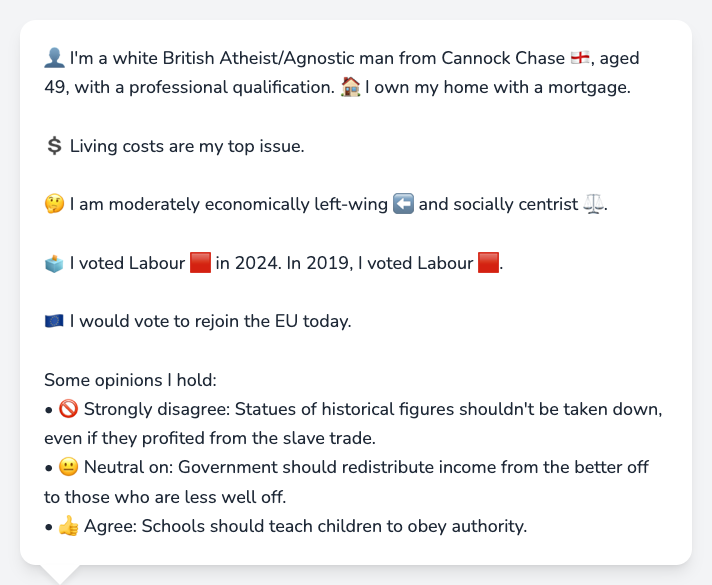 👤 I'm a white British Atheist/Agnostic man from Cannock Chase 🏴󠁧󠁢󠁥󠁮󠁧󠁿, aged
49, with a professional qualification. 🏠 I own my home with a mortgage.
💲 Living costs are my top issue.
🤔 I am moderately economically left-wing ⬅️ and socially centrist ⚖️.
🗳️ I voted Labour 🟥 in 2024. In 2019, I voted Labour 🟥.
🇪🇺 I would vote to rejoin the EU today.
Some opinions I hold:
• 🚫 Strongly disagree: Statues of historical figures shouldn't be taken down,
even if they profited from the slave trade.
• 😐 Neutral on: Government should redistribute income from the better off
to those who are less well off.
• 👍 Agree: Schools should teach children to obey authority.